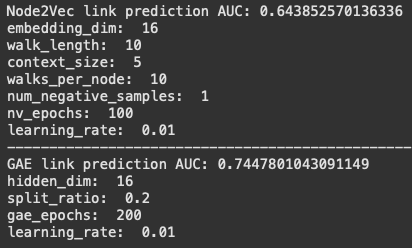 Node2Vec link prediction AUC: 0.643852570136336
embedding_dim:  16
walk_length:  10
context_size:  5
walks_per_node:  10
num_negative_samples:  1
nv_epochs:  100
learning_rate:  0.01
------------------------------------------------
GAE link prediction AUC: 0.7447801043091149
hidden_dim:  16
split_ratio:  0.2
gae_epochs:  200
learning_rate:  0.01